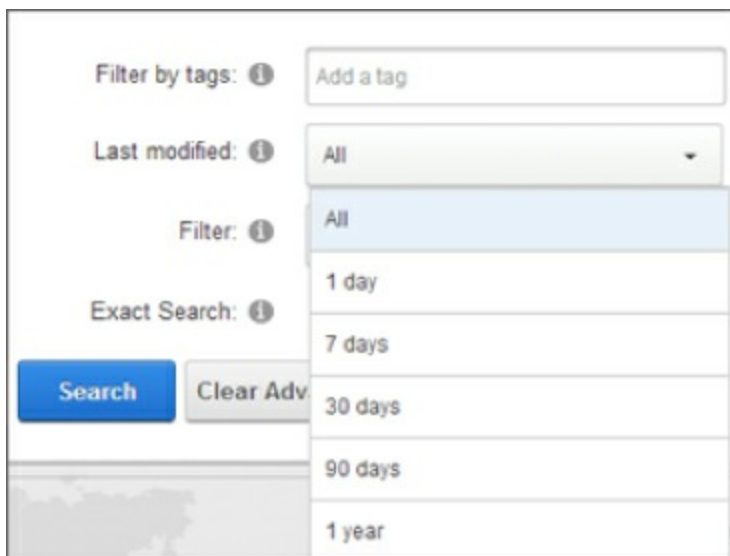 Filter by tags:
Add a tag
Last modified:
All
All
1 day
7 days
30 days
90 days
1 year
Filter:
Exact Search:
Search
Clear Adv